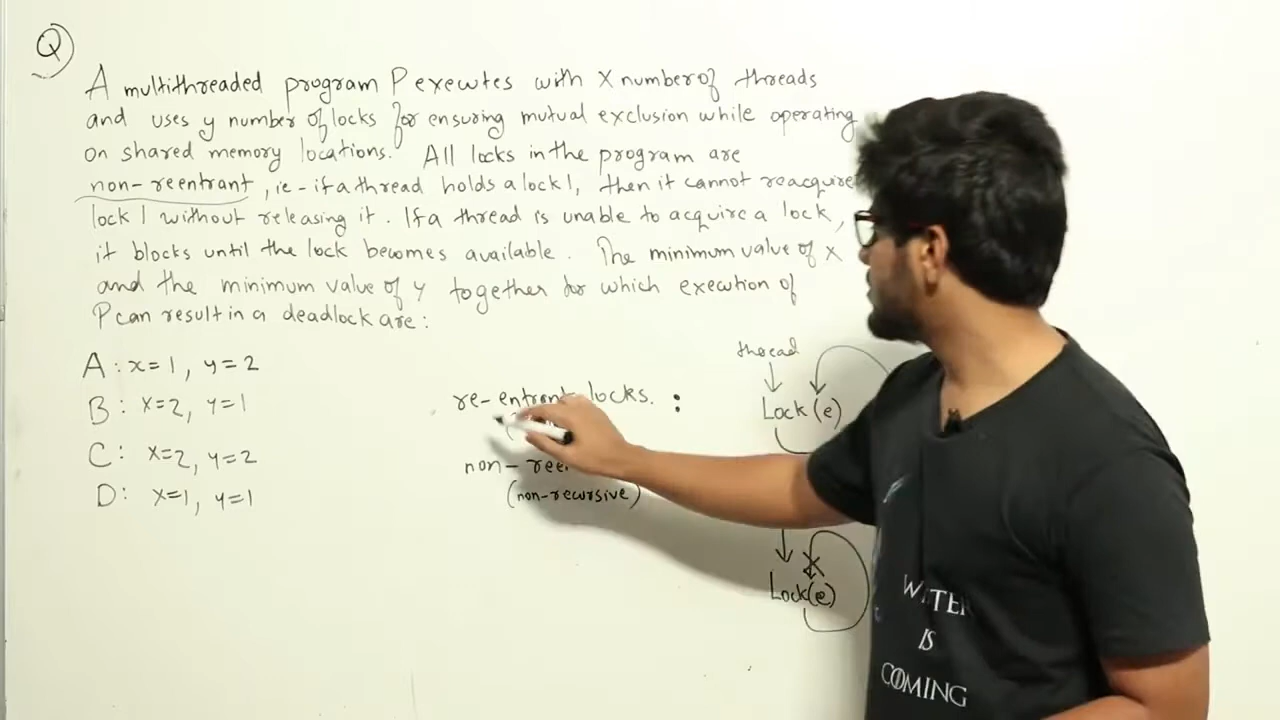 Q
A multithreaded program P executes with x number of threads
and uses y number of locks for ensuring mutual exclusion while operating
on shared memory locations. All locks in the program are
non-reentrant, ie - if a thread holds a lock l, then it cannot reacquire
lock l without releasing it. If a thread is unable to acquire a lock,
it blocks until the lock becomes available. The minimum value of x
and the minimum value of y together for which execution of
P can result in a deadlock are:
A: x=1, y=2
B: x=2, y=1
C: x=2, y=2
D: x=1, y=1
re-entrant locks. :
non-
(non-recursive)
thread
Lock(e)
Lock(e)
WINTER
IS
COMING